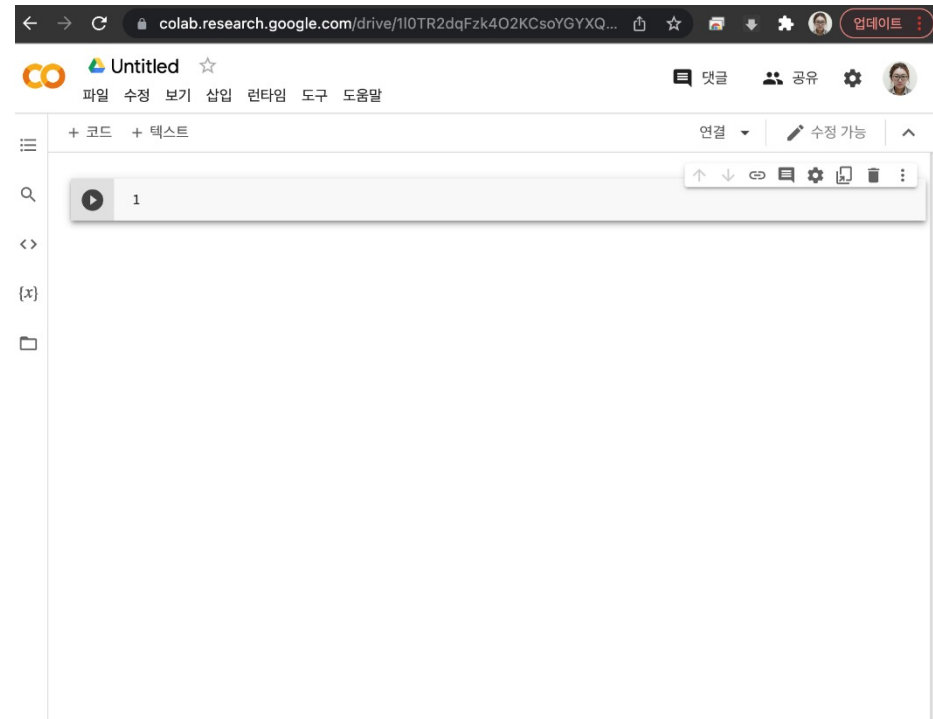 colab.research.google.com/drive/1l0TR2dqFzk4O2KCsoYGYXQ... 업데이트
CO Untitled
댓글 공유
파일 수정 보기 삽입 런타임 도구 도움말
+ 코드 + 텍스트 연결 수정 가능
1
{x}